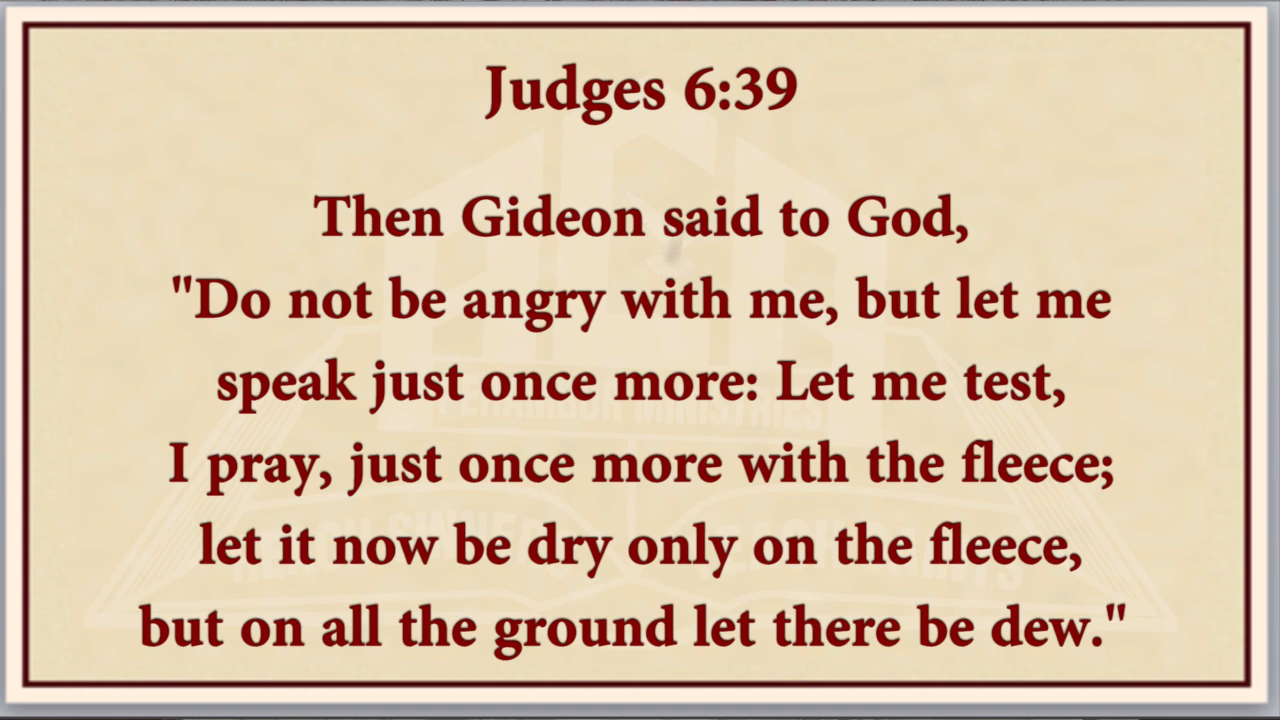 Judges 6:39
Then Gideon said to God,
"Do not be angry with me, but let me
speak just once more: Let me test,
I pray, just once more with the fleece;
let it now be dry only on the fleece,
but on all the ground let there be dew."
MINISTRIES